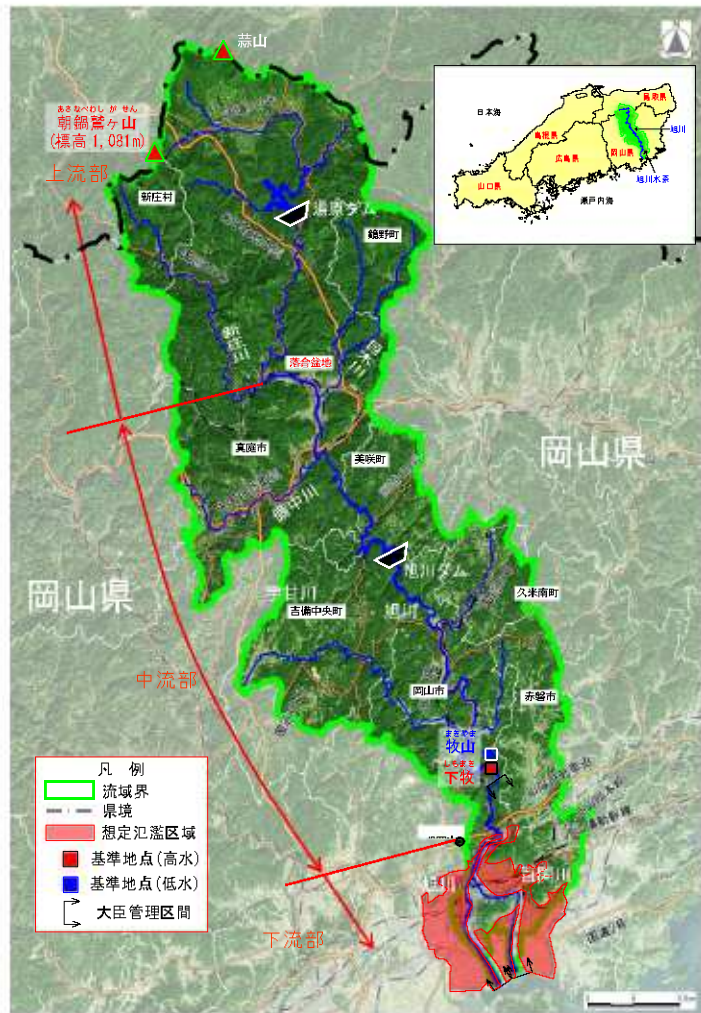 蒜山
あさなべわしがせん
朝鍋鷲ヶ山
(標高1,081m)
上流部
新庄村
湯原ダム
鏡野町
新庄川
目木川
落合盆地
真庭市
美咲町
備中川
岡山県
岡山県
旭川ダム
宇甘川
吉備中央町
旭川
久米南町
中流部
岡山市
赤磐市
まきやま
牧山
しもまき
下牧
下流部
旭川
百間川
日本海
鳥取県
島根県
旭川
広島県
岡山県
山口県
旭川水系
瀬戸内海
凡 例
流域界
県境
想定氾濫区域
基準地点(高水)
基準地点(低水)
大臣管理区間